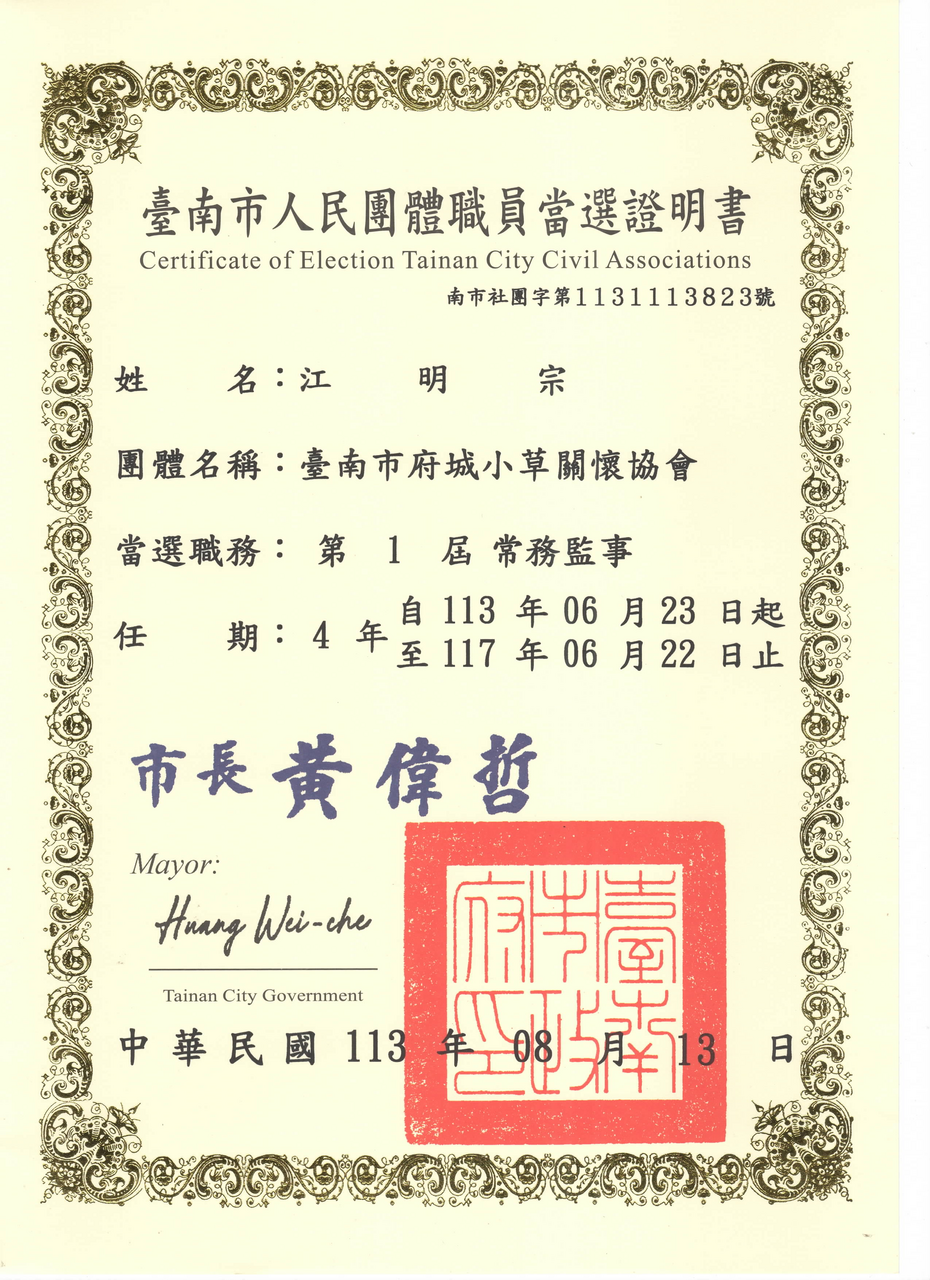 臺南市人民團體職員當選證明書
Certificate of Election Tainan City Civil Associations
南市社團字第1131113823號
姓 名：江 明 宗
團體名稱：臺南市府城小草關懷協會
當選職務： 第 1 屆 常務監事
任 期： 4 年 自 113 年 06 月 23 日起
至 117 年 06 月 22 日止
市長 黃偉哲
Mayor:
Huang Wei-che
Tainan City Government
臺南市政府印
中華民國 113 年 08 月 13 日